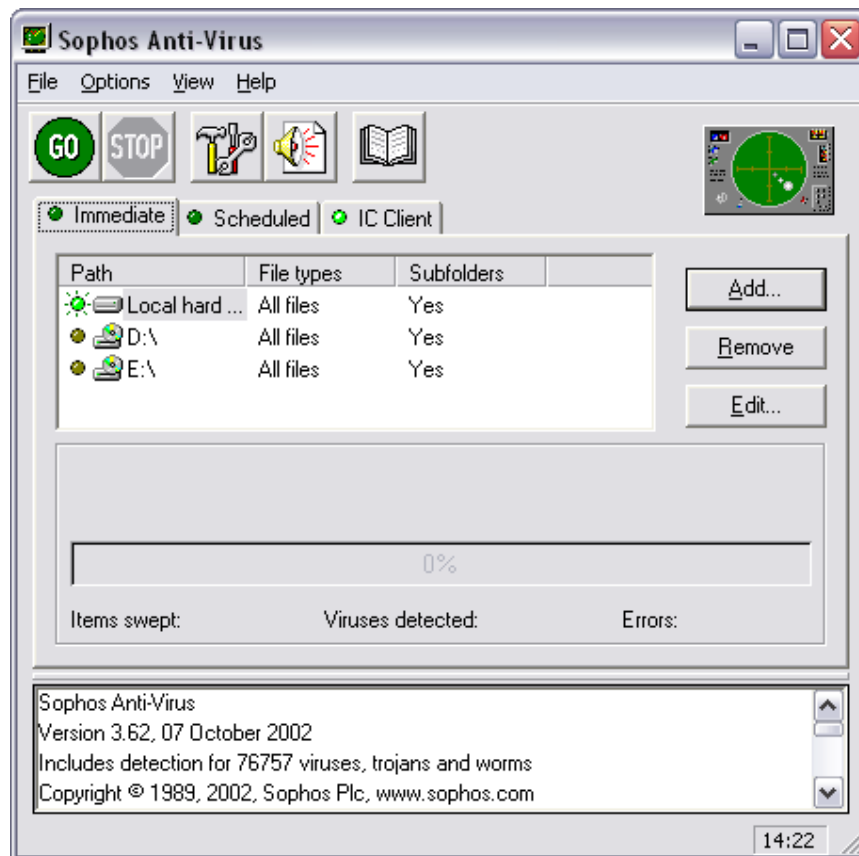 Sophos Anti-Virus
File Options View Help
GO STOP
Immediate Scheduled IC Client
Path File types Subfolders
Local hard ... All files Yes
D:\ All files Yes
E:\ All files Yes
Add...
Remove
Edit...
0%
Items swept: Viruses detected: Errors:
Sophos Anti-Virus
Version 3.62, 07 October 2002
Includes detection for 76757 viruses, trojans and worms
Copyright © 1989, 2002, Sophos Plc, www.sophos.com
14:22